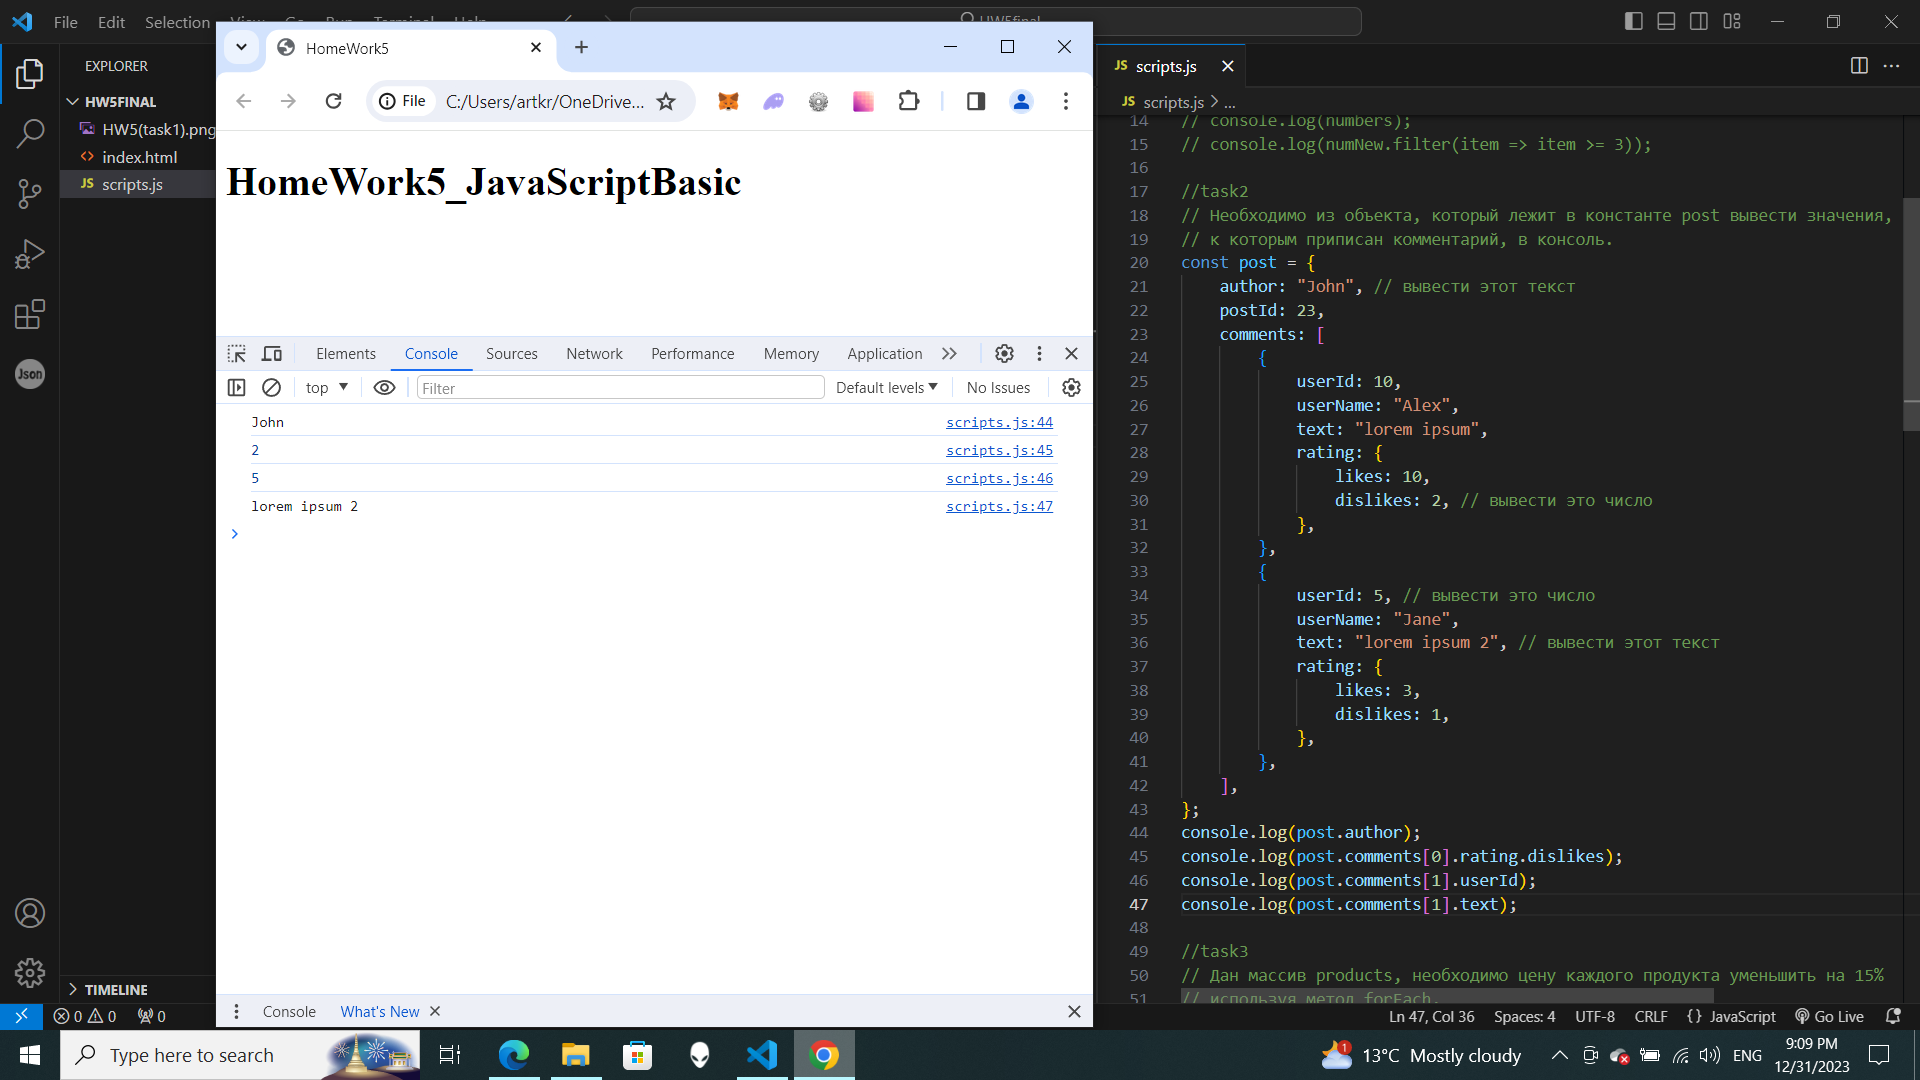 File Edit Selection
HomeWork5
File C:/Users/artkr/OneDrive...
HomeWork5_JavaScriptBasic
Elements Console Sources Network Performance Memory Application
top Filter Default levels No Issues
John scripts.js:44
2 scripts.js:45
5 scripts.js:46
lorem ipsum 2 scripts.js:47
Console What's New
EXPLORER
HW5FINAL
HW5(task1).png
index.html
JS scripts.js
Json
TIMELINE
JS scripts.js
JS scripts.js > ...
14 // console.log(numbers);
15 // console.log(numNew.filter(item => item >= 3));
16
17 //task2
18 // Необходимо из объекта, который лежит в константе post вывести значения,
19 // к которым приписан комментарий, в консоль.
20 const post = {
21 author: "John", // вывести этот текст
22 postId: 23,
23 comments: [
24 {
25 userId: 10,
26 userName: "Alex",
27 text: "lorem ipsum",
28 rating: {
29 likes: 10,
30 dislikes: 2, // вывести это число
31 },
32 },
33 {
34 userId: 5, // вывести это число
35 userName: "Jane",
36 text: "lorem ipsum 2", // вывести этот текст
37 rating: {
38 likes: 3,
39 dislikes: 1,
40 },
41 },
42 ],
43 };
44 console.log(post.author);
45 console.log(post.comments[0].rating.dislikes);
46 console.log(post.comments[1].userId);
47 console.log(post.comments[1].text);
48
49 //task3
50 // Дан массив products, необходимо цену каждого продукта уменьшить на 15%
51 // используя метод forEach.
0 0 0
Ln 47, Col 36 Spaces: 4 UTF-8 CRLF {} JavaScript Go Live
Type here to search
1 13°C Mostly cloudy ENG
9:09 PM
12/31/2023